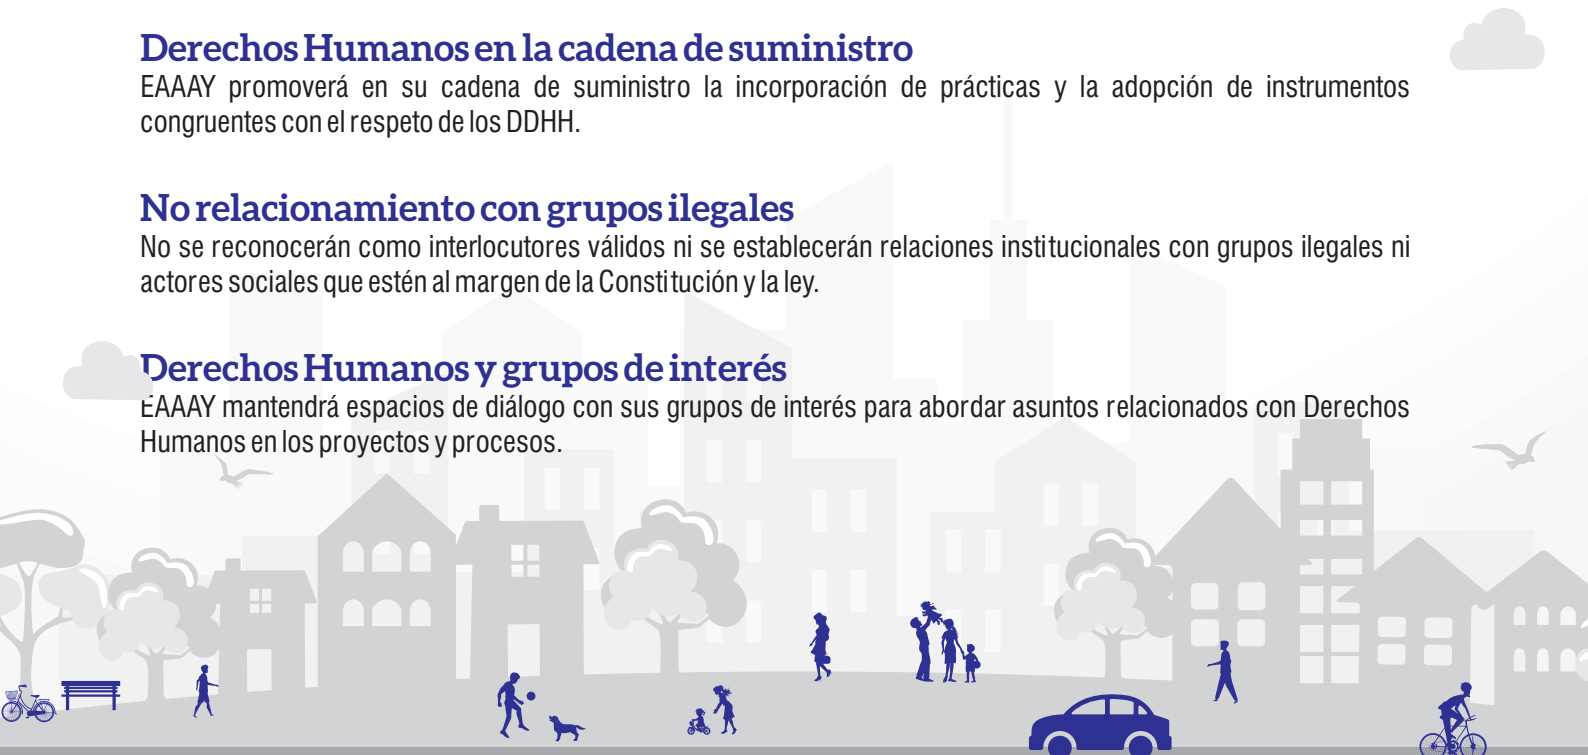 Derechos Humanos en la cadena de suministro
EAAAY promoverá en su cadena de suministro la incorporación de prácticas y la adopción de instrumentos
congruentes con el respeto de los DDHH.
No relacionamiento con grupos ilegales
No se reconocerán como interlocutores válidos ni se establecerán relaciones institucionales con grupos ilegales ni
actores sociales que estén al margen de la Constitución y la ley.
Derechos Humanos y grupos de interés
EAAAY mantendrá espacios de diálogo con sus grupos de interés para abordar asuntos relacionados con Derechos
Humanos en los proyectos y procesos.